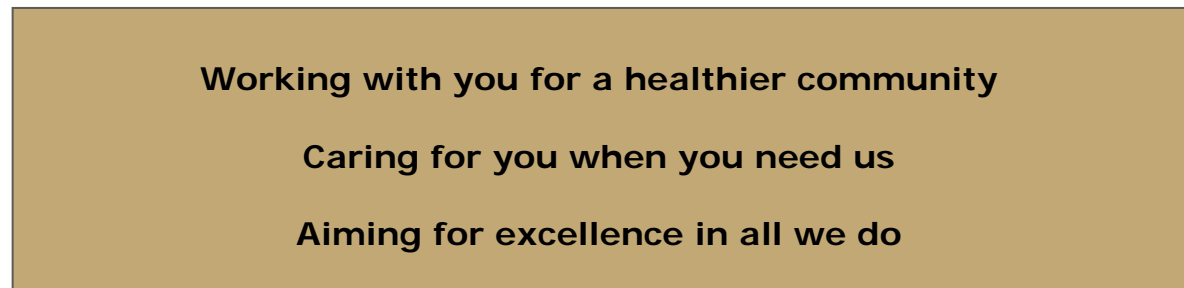 Working with you for a healthier community
Caring for you when you need us
Aiming for excellence in all we do